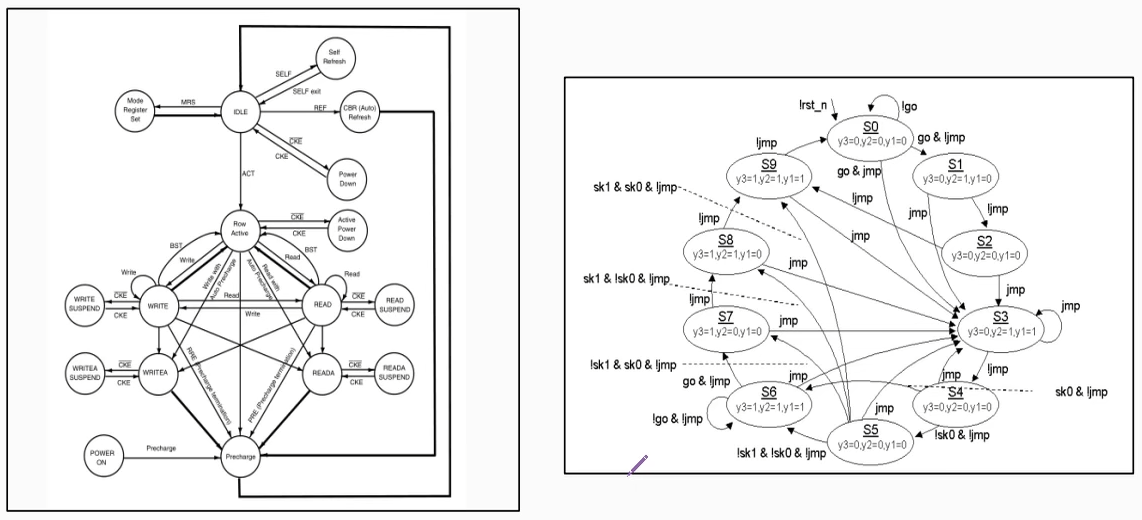 Self
Refresh
SELF
SELF exit
Mode
Register
Set
MRS
IDLE
REF
CBR (Auto)
Refresh
CKE
CKE
Power
Down
ACT
Row
Active
CKE
CKE
Active
Power
Down
BST
Write
BST
Read
Write with
Auto Precharge
Read with
Auto Precharge
Write
Read
WRITE
SUSPEND
CKE
CKE
WRITE
Read
Write
READ
CKE
CKE
READ
SUSPEND
WRITEA
SUSPEND
CKE
CKE
WRITEA
RRE (Precharge termination)
PRE (Precharge termination)
READA
CKE
CKE
READA
SUSPEND
POWER
ON
Precharge
Precharge
!rst_n
!go
S0
y3=0,y2=0,y1=0
go & !jmp
!jmp
go & jmp
S1
y3=0,y2=0,y1=0
S9
y3=1,y2=1,y1=1
sk1 & sk0 & !jmp
!jmp
jmp
!jmp
jmp
S2
y3=0,y2=0,y1=0
!jmp
S8
y3=1,y2=1,y1=0
jmp
jmp
sk1 & !sk0 & !jmp
!jmp
S7
y3=1,y2=0,y1=0
jmp
S3
y3=0,y2=1,y1=1
jmp
!sk1 & sk0 & !jmp
go & !jmp
jmp
jmp
!jmp
S6
y3=1,y2=1,y1=1
S4
y3=0,y2=0,y1=0
sk0 & !jmp
!go & !jmp
jmp
S5
y3=0,y2=0,y1=0
!sk0 & !jmp
!sk1 & !sk0 & !jmp